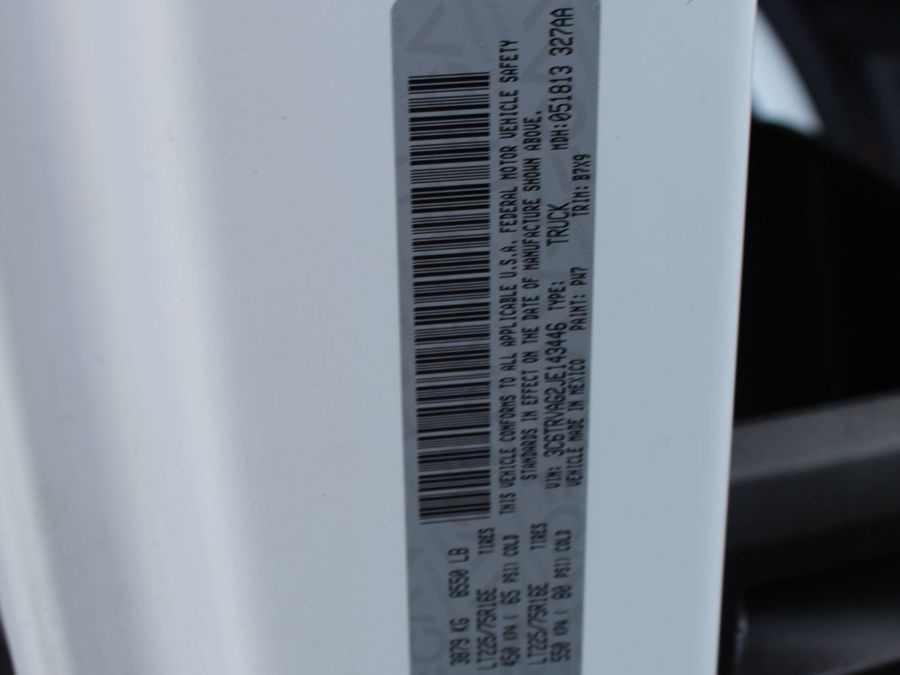 3879 KG 8550 LB
LT225/75R16E TIRES
450 KPA ( 65 PSI) COLD
LT225/75R16E TIRES
550 KPA ( 80 PSI) COLD
THIS VEHICLE CONFORMS TO ALL APPLICABLE U.S.A. FEDERAL MOTOR VEHICLE SAFETY
STANDARDS IN EFFECT ON THE DATE OF MANUFACTURE SHOWN ABOVE.
VIN: 3C6TRVAG2JE143446 TYPE: TRUCK MDH:051813 327AA
VEHICLE MADE IN MEXICO PAINT: PW7 TRIM: B7X9